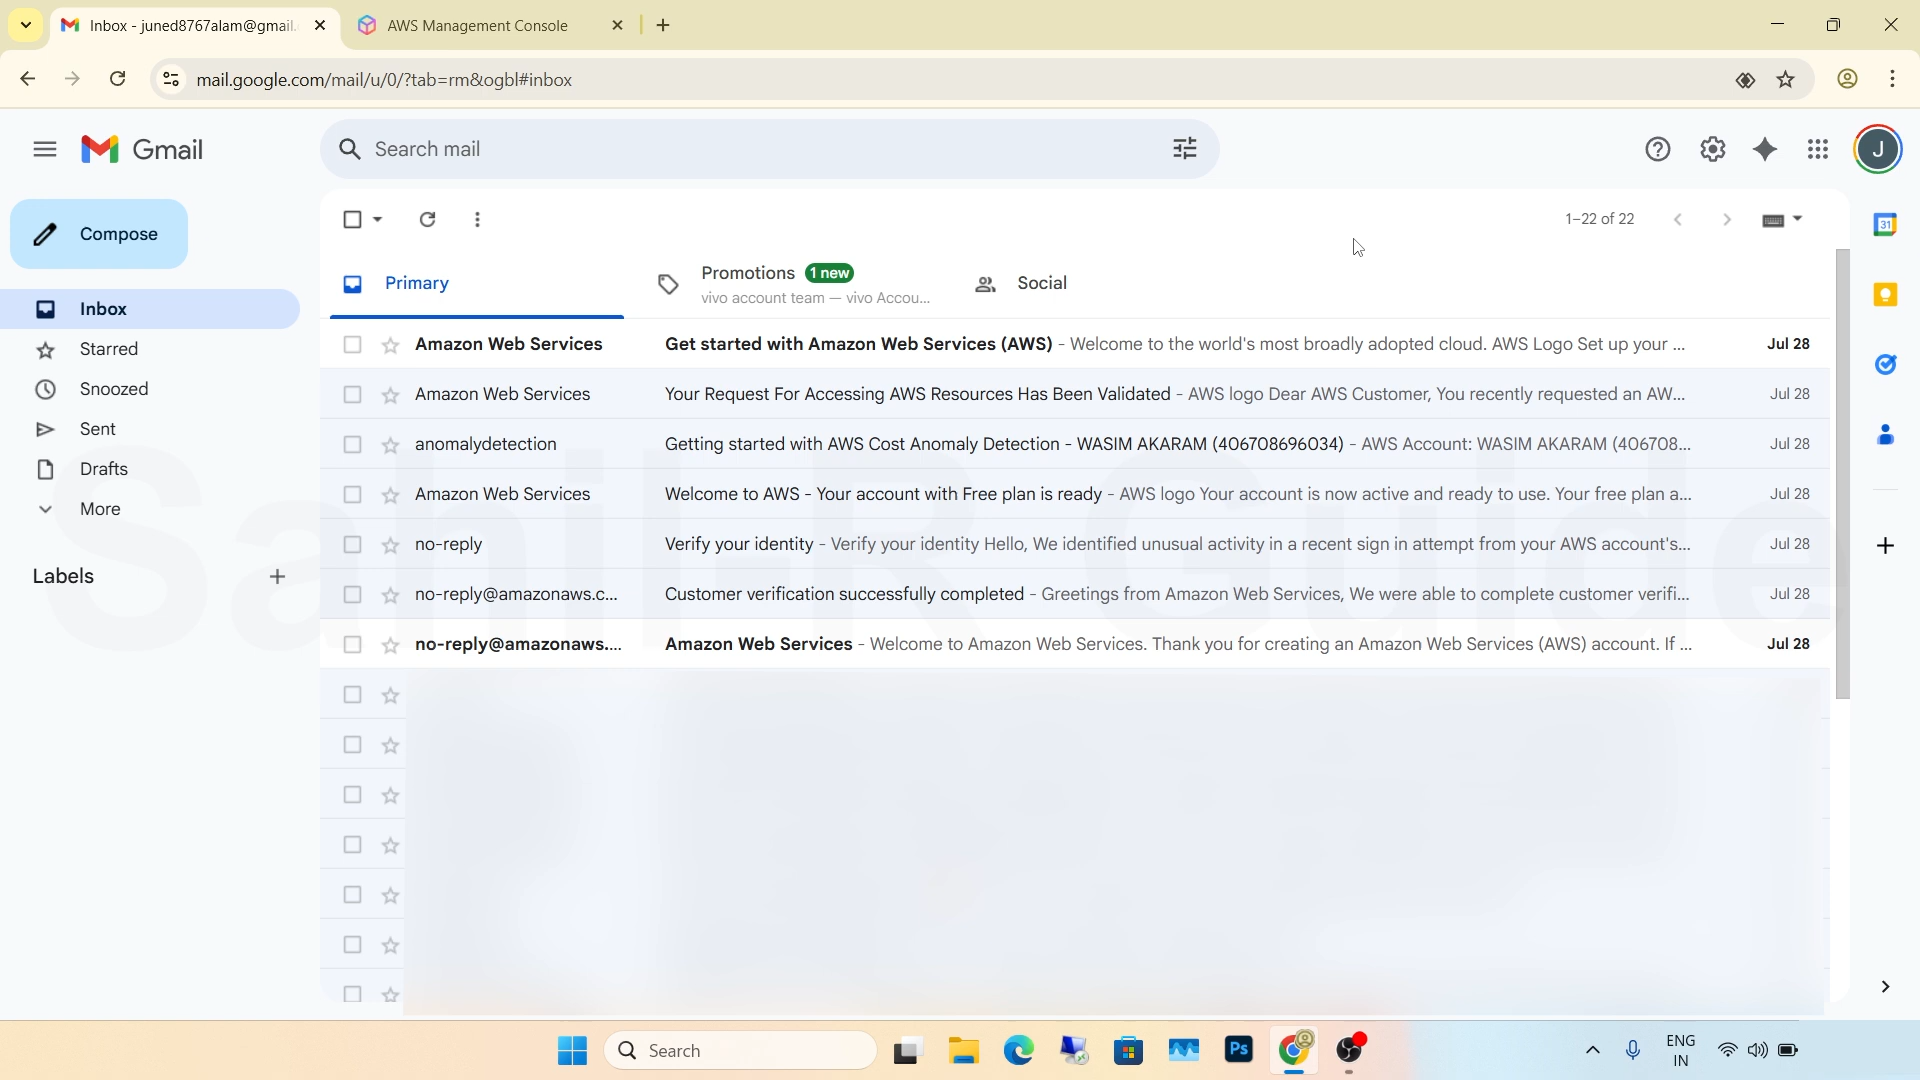 Inbox - juned8767alam@gmail.
AWS Management Console
mail.google.com/mail/u/0/?tab=rm&ogbl#inbox
Gmail
Search mail
J
Compose
1–22 of 22
31
Primary
Promotions 1 new
vivo account team — vivo Accou...
Social
Inbox
Starred
Snoozed
Sent
Drafts
More
Labels
Amazon Web Services Get started with Amazon Web Services (AWS) - Welcome to the world's most broadly adopted cloud. AWS Logo Set up your ... Jul 28
Amazon Web Services Your Request For Accessing AWS Resources Has Been Validated - AWS logo Dear AWS Customer, You recently requested an AW... Jul 28
anomalydetection Getting started with AWS Cost Anomaly Detection - WASIM AKARAM (406708696034) - AWS Account: WASIM AKARAM (406708... Jul 28
Amazon Web Services Welcome to AWS - Your account with Free plan is ready - AWS logo Your account is now active and ready to use. Your free plan a... Jul 28
no-reply Verify your identity - Verify your identity Hello, We identified unusual activity in a recent sign in attempt from your AWS account's... Jul 28
no-reply@amazonaws.c... Customer verification successfully completed - Greetings from Amazon Web Services, We were able to complete customer verifi... Jul 28
no-reply@amazonaws.... Amazon Web Services - Welcome to Amazon Web Services. Thank you for creating an Amazon Web Services (AWS) account. If ... Jul 28
Sahil R Guide
Search
Ps
ENG
IN